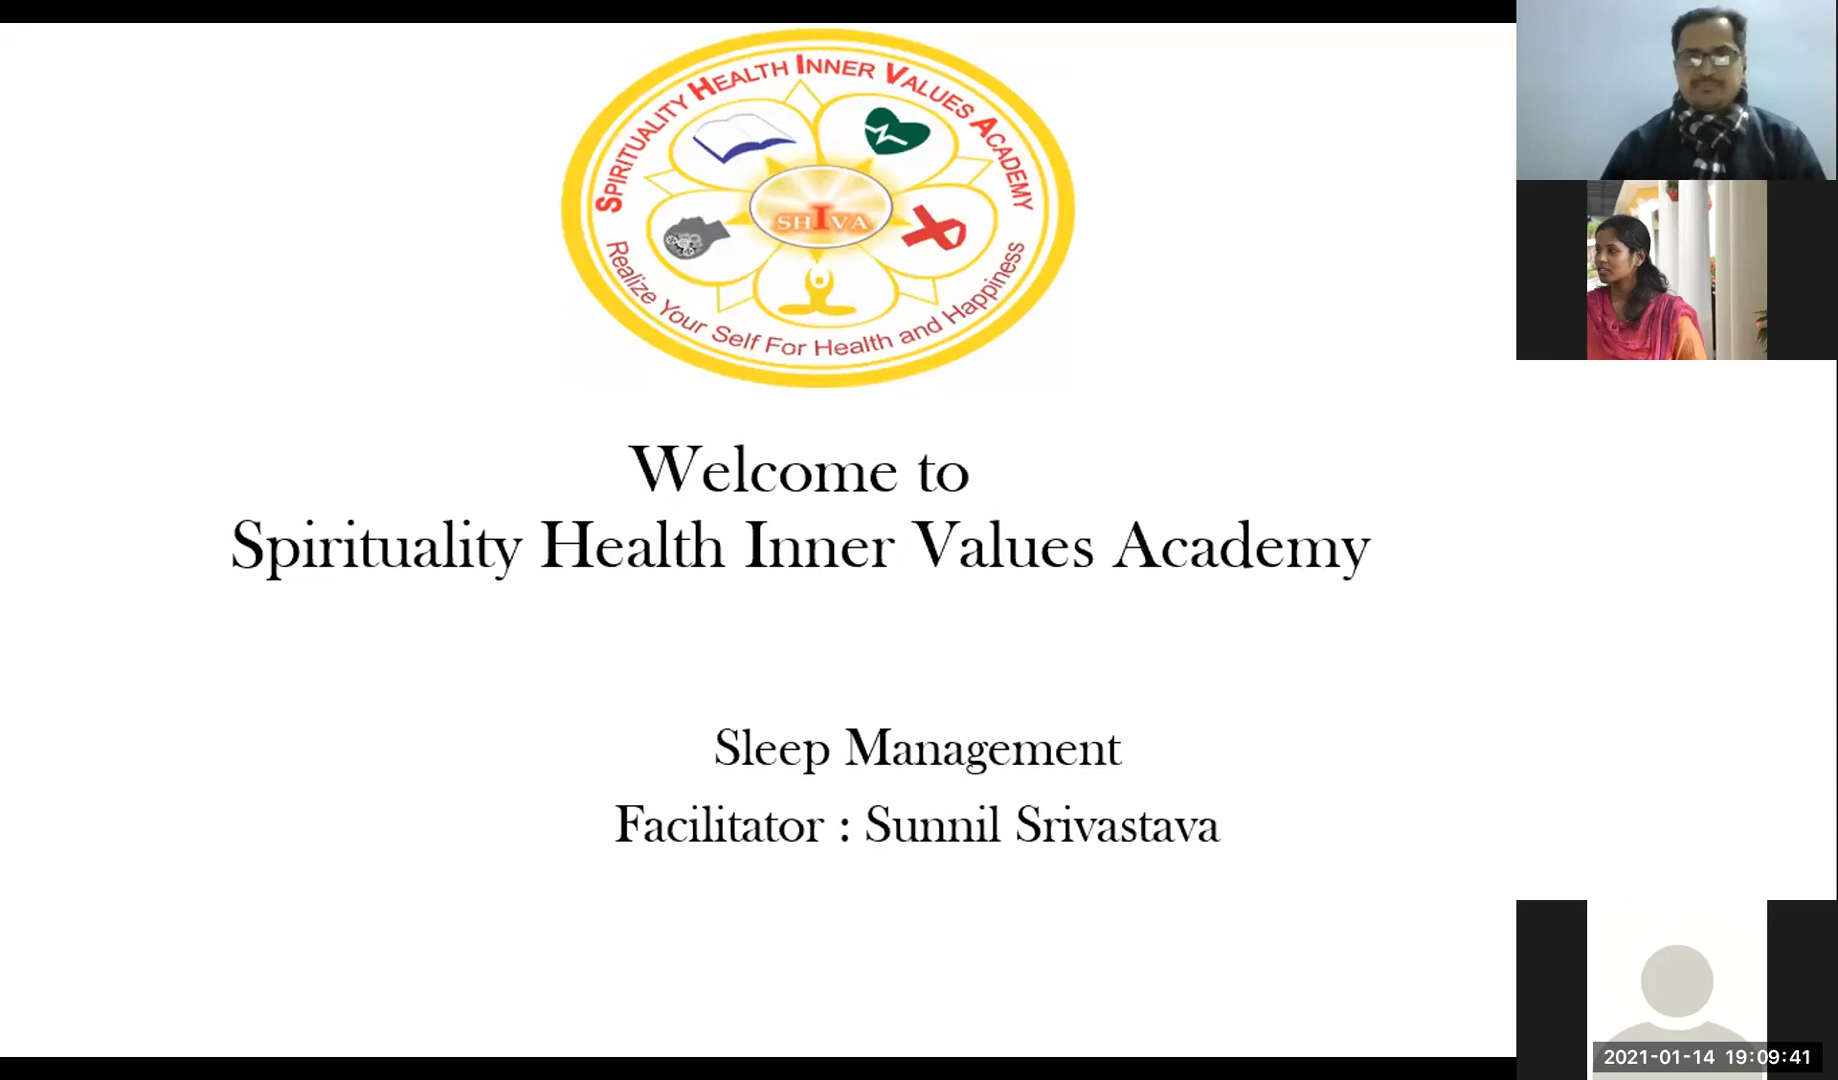 SPIRITUALITY HEALTH INNER VALUES ACADEMY
SHIVA
Realize Your Self For Health and Happiness
Welcome to
Spirituality Health Inner Values Academy
Sleep Management
Facilitator : Sunnil Srivastava
2021-01-14 19:09:41